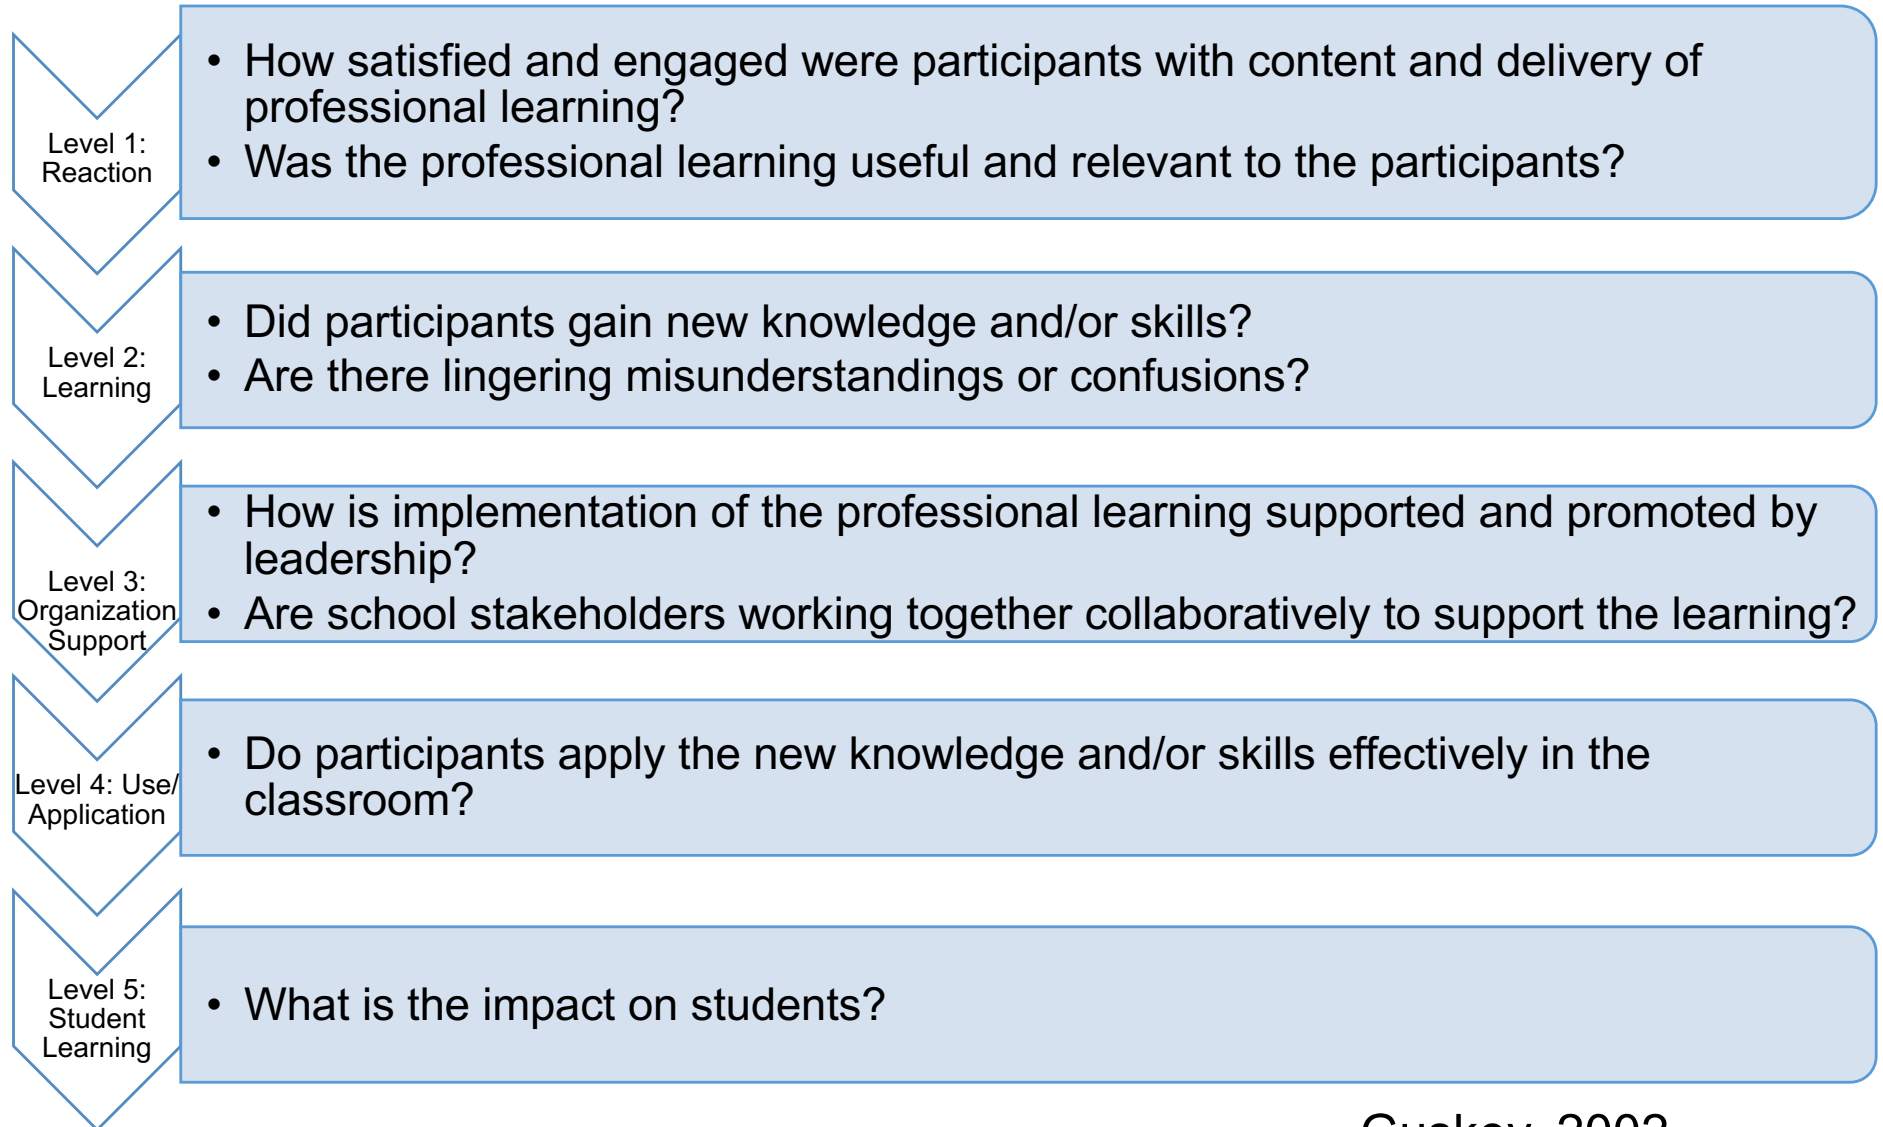 Level 1:
Reaction
• How satisfied and engaged were participants with content and delivery of
professional learning?
• Was the professional learning useful and relevant to the participants?
Level 2:
Learning
• Did participants gain new knowledge and/or skills?
• Are there lingering misunderstandings or confusions?
Level 3:
Organization
Support
• How is implementation of the professional learning supported and promoted by
leadership?
• Are school stakeholders working together collaboratively to support the learning?
Level 4: Use/
Application
• Do participants apply the new knowledge and/or skills effectively in the
classroom?
Level 5:
Student
Learning
• What is the impact on students?
Guskey, 2002